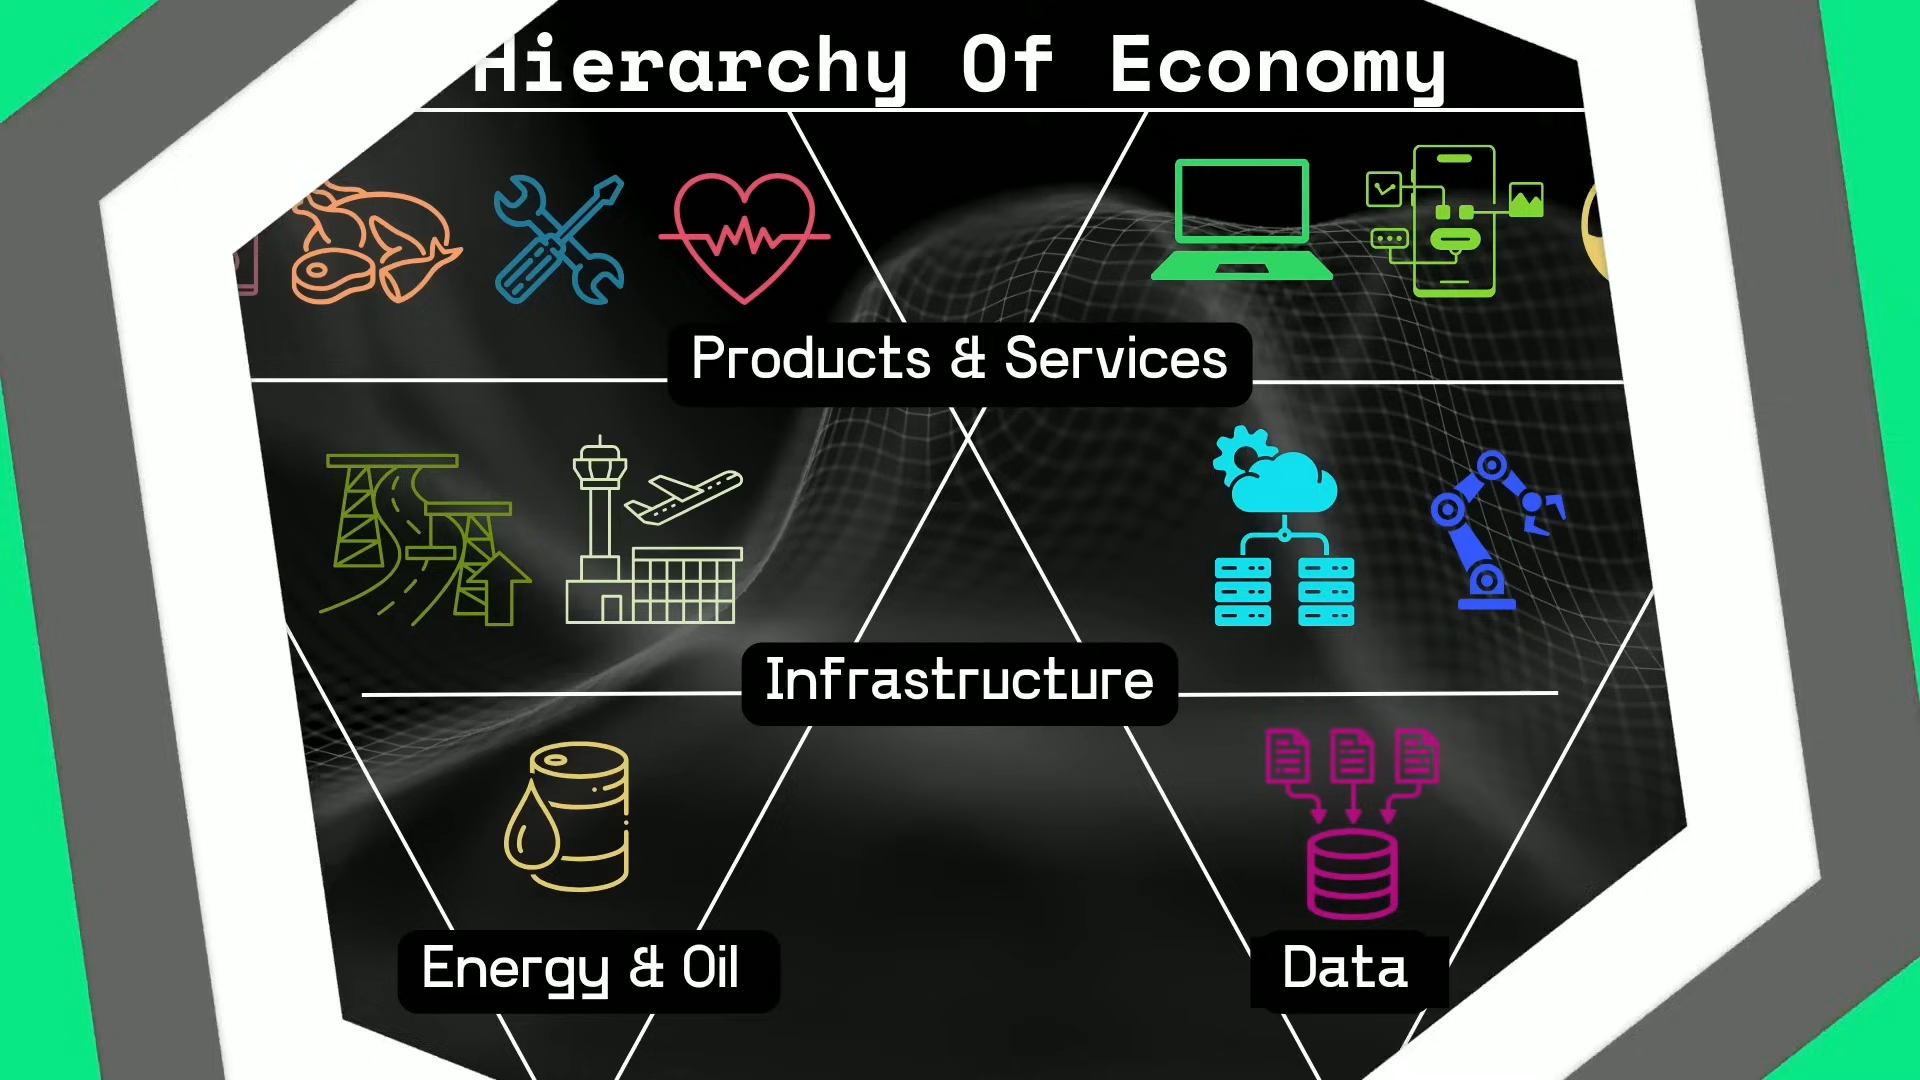 Hierarchy Of Economy
Products & Services
Infrastructure
Energy & Oil
Data